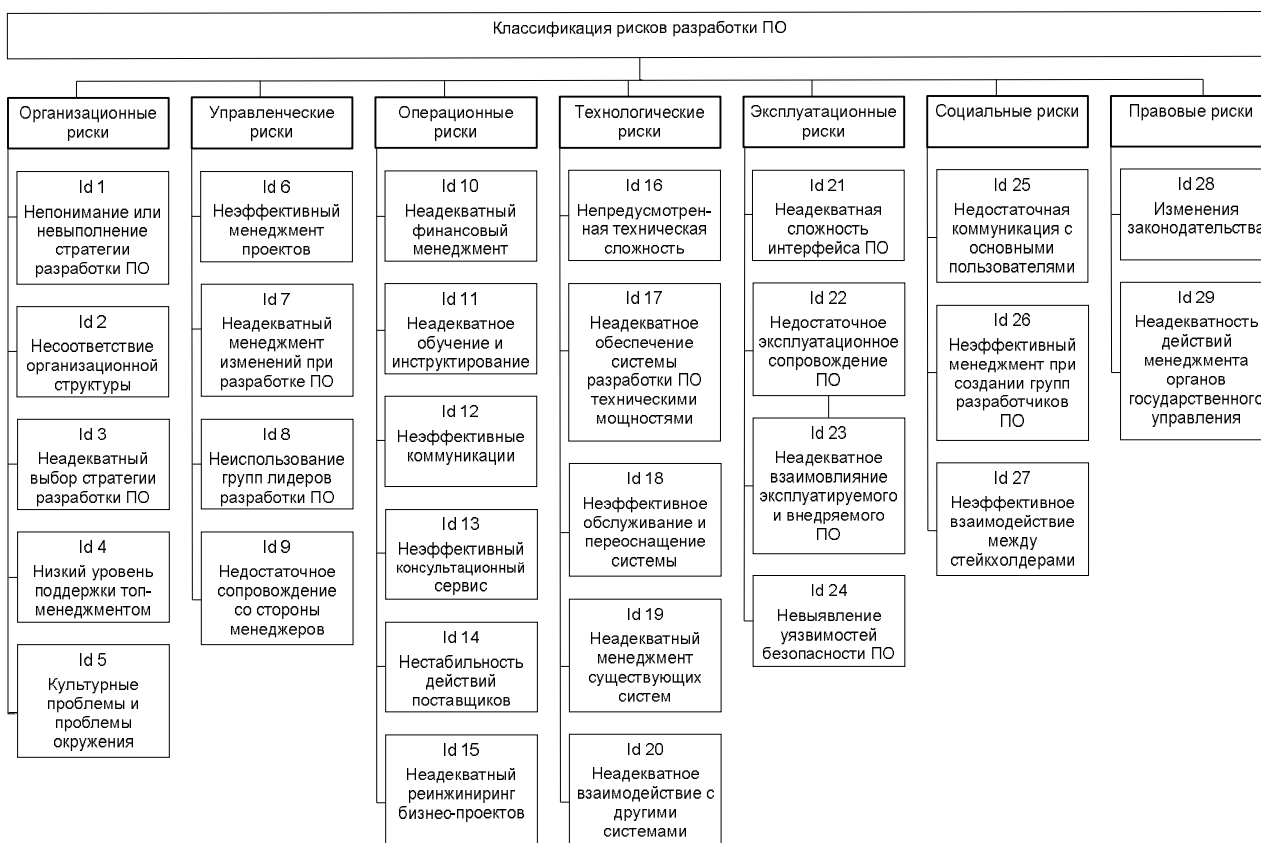 Классификация рисков разработки ПО
Организационные
риски
Id 1
Непонимание или
невыполнение
стратегии
разработки ПО
Id 2
Несоответствие
организационной
структуры
Id 3
Неадекватный
выбор стратегии
разработки ПО
Id 4
Низкий уровень
поддержки топ-
менеджментом
Id 5
Культурные
проблемы и
проблемы
окружения
Управленческие
риски
Id 6
Неэффективный
менеджмент
проектов
Id 7
Неадекватный
менеджмент
изменений при
разработке ПО
Id 8
Неиспользование
групп лидеров
разработки ПО
Id 9
Недостаточное
сопровождение
со стороны
менеджеров
Операционные
риски
Id 10
Неадекватный
финансовый
менеджмент
Id 11
Неадекватное
обучение и
инструктирование
Id 12
Неэффективные
коммуникации
Id 13
Неэффективный
консультационный
сервис
Id 14
Нестабильность
действий
поставщиков
Id 15
Неадекватный
реинжиниринг
бизнес-проектов
Технологические
риски
Id 16
Непредусмотрен-
ная техническая
сложность
Id 17
Неадекватное
обеспечение
системы
разработки ПО
техническими
мощностями
Id 18
Неэффективное
обслуживание и
переоснащение
системы
Id 19
Неадекватный
менеджмент
существующих
систем
Id 20
Неадекватное
взаимодействие с
другими
системами
Эксплуатационные
риски
Id 21
Неадекватная
сложность
интерфейса ПО
Id 22
Недостаточное
эксплуатационное
сопровождение
ПО
Id 23
Неадекватное
взаимовлияние
эксплуатируемого
и внедряемого
ПО
Id 24
Невыявление
уязвимостей
безопасности ПО
Социальные риски
Id 25
Недостаточная
коммуникация с
основными
пользователями
Id 26
Неэффективный
менеджмент при
создании групп
разработчиков
ПО
Id 27
Неэффективное
взаимодействие
между
стейкхолдерами
Правовые риски
Id 28
Изменения
законодательства
Id 29
Неадекватность
действий
менеджмента
органов
государственного
управления